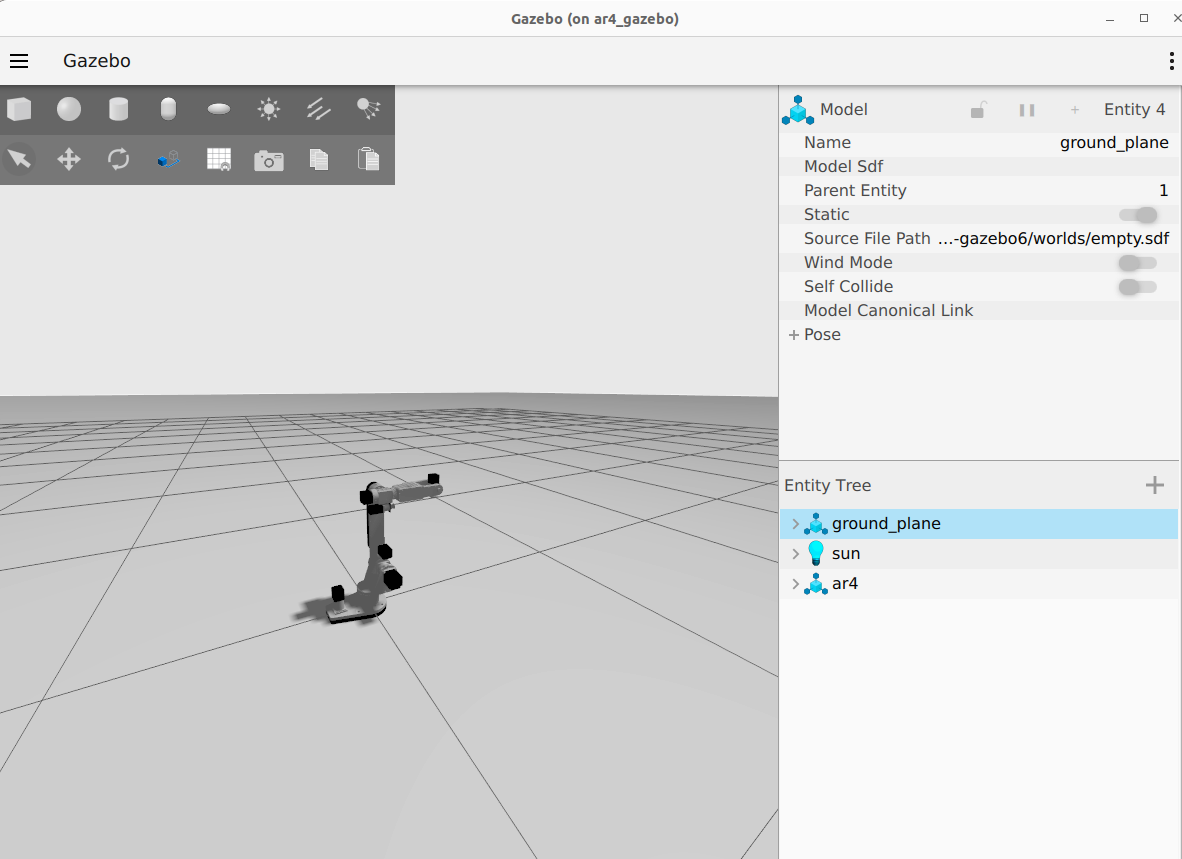 Gazebo (on ar4_gazebo)
Gazebo
Model Entity 4
Name ground_plane
Model Sdf
Parent Entity 1
Static
Source File Path …-gazebo6/worlds/empty.sdf
Wind Mode
Self Collide
Model Canonical Link
Pose
Entity Tree
ground_plane
sun
ar4